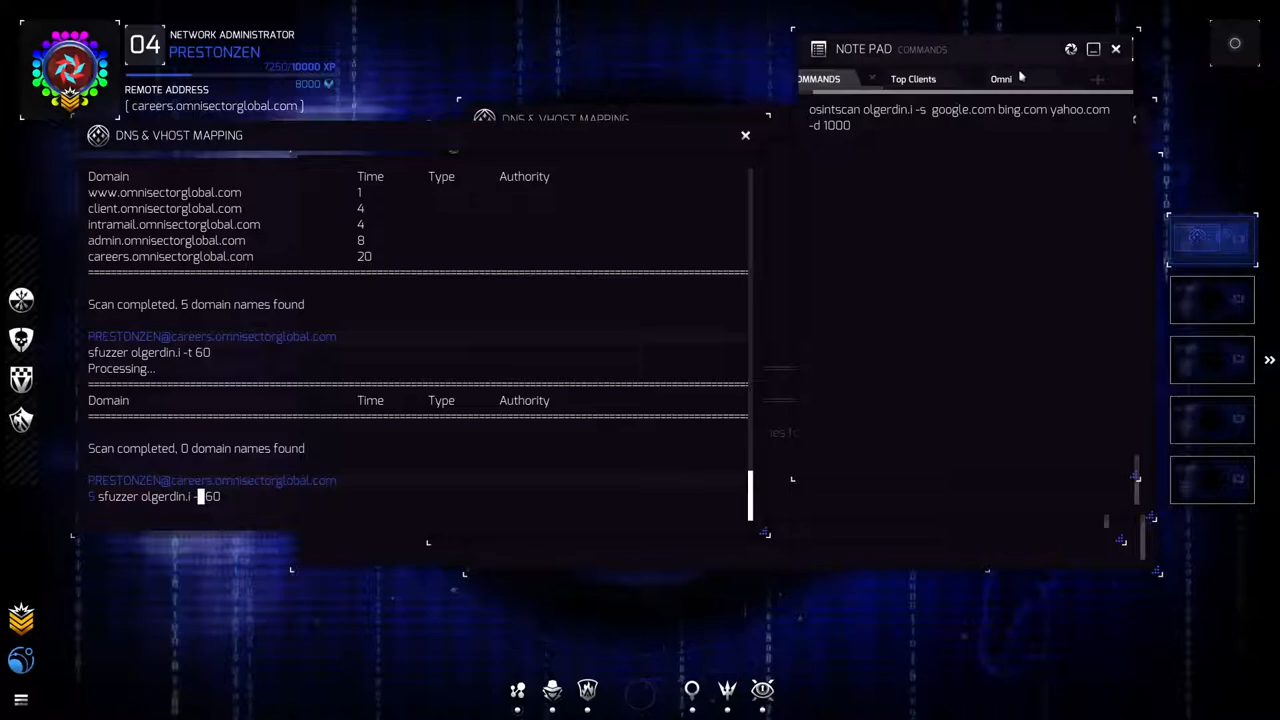 04
NETWORK ADMINISTRATOR
PRESTONZEN
7250/10000 XP
8000
REMOTE ADDRESS
[ careers.omnisectorglobal.com ]
DNS & VHOST MAPPING
DNS & VHOST MAPPING
Domain Time Type Authority
www.omnisectorglobal.com 1
client.omnisectorglobal.com 4
intramail.omnisectorglobal.com 4
admin.omnisectorglobal.com 8
careers.omnisectorglobal.com 20
Scan completed, 5 domain names found
PRESTONZEN@careers.omnisectorglobal.com
sfuzzer olgerdin.i -t 60
Processing...
Domain Time Type Authority
Scan completed, 0 domain names found
PRESTONZEN@careers.omnisectorglobal.com
S sfuzzer olgerdin.i - 60
NOTE PAD COMMANDS
OMMANDS Top Clients Omni
osintscan olgerdin.i -s google.com bing.com yahoo.com
-d 1000